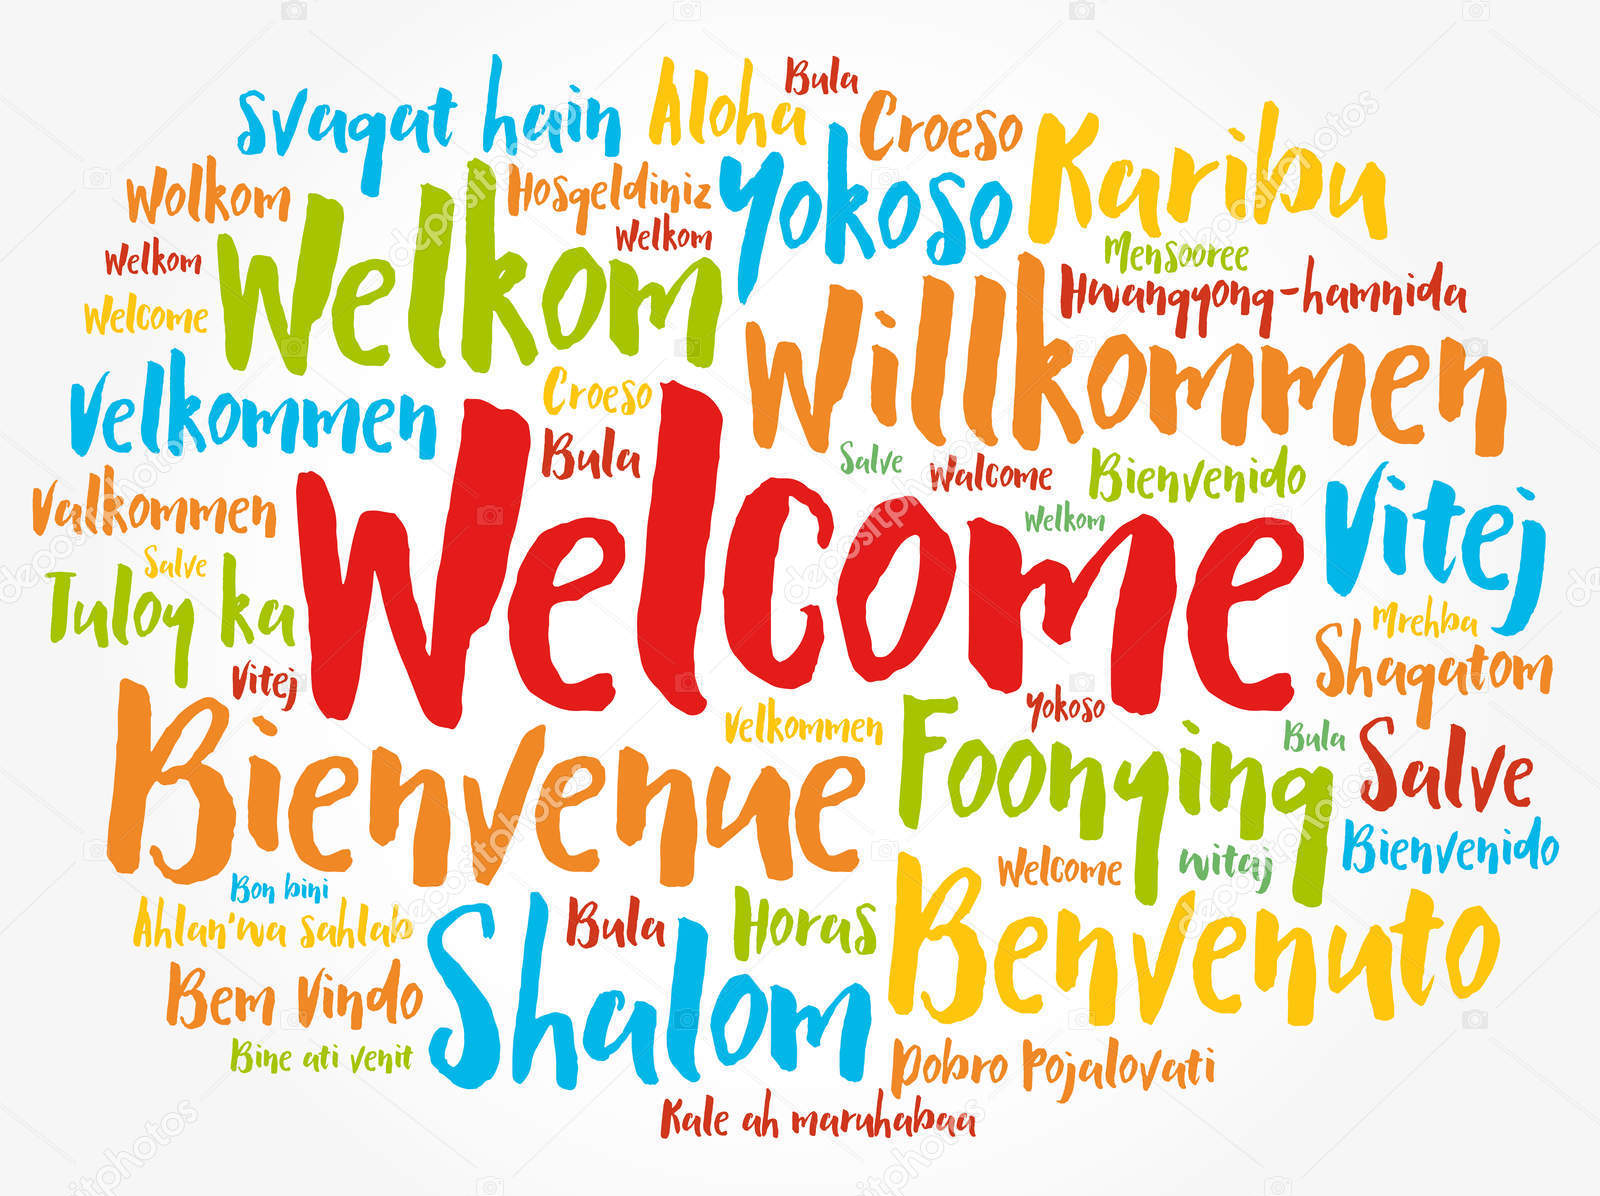 Bula
Svagat hain
Aloha
Croeso
Karibu
Wolkom
Hosgeldiniz
Yokoso
Welkom
Welkom
Welkom
Mensooree
Hwangyong-hamnida
Welcome
Willkommen
Velkommen
Croeso
Welcome
Bula
Salve
Walcome
Bienvenido
Vitej
Valkommen
Welkom
Salve
Tuloy ka
Mrehba
Shagatom
Vitej
Bienvenue
Velkommen
Yokoso
Foonying
Bula
Salve
Bienvenido
Welcome
witaj
Bon bini
Ahlan'wa sahlab
Shalom
Bula
Horas
Benvenuto
Bem Vindo
Bine ati venit
Dobro Pojalovati
Kale ah maruhabaa